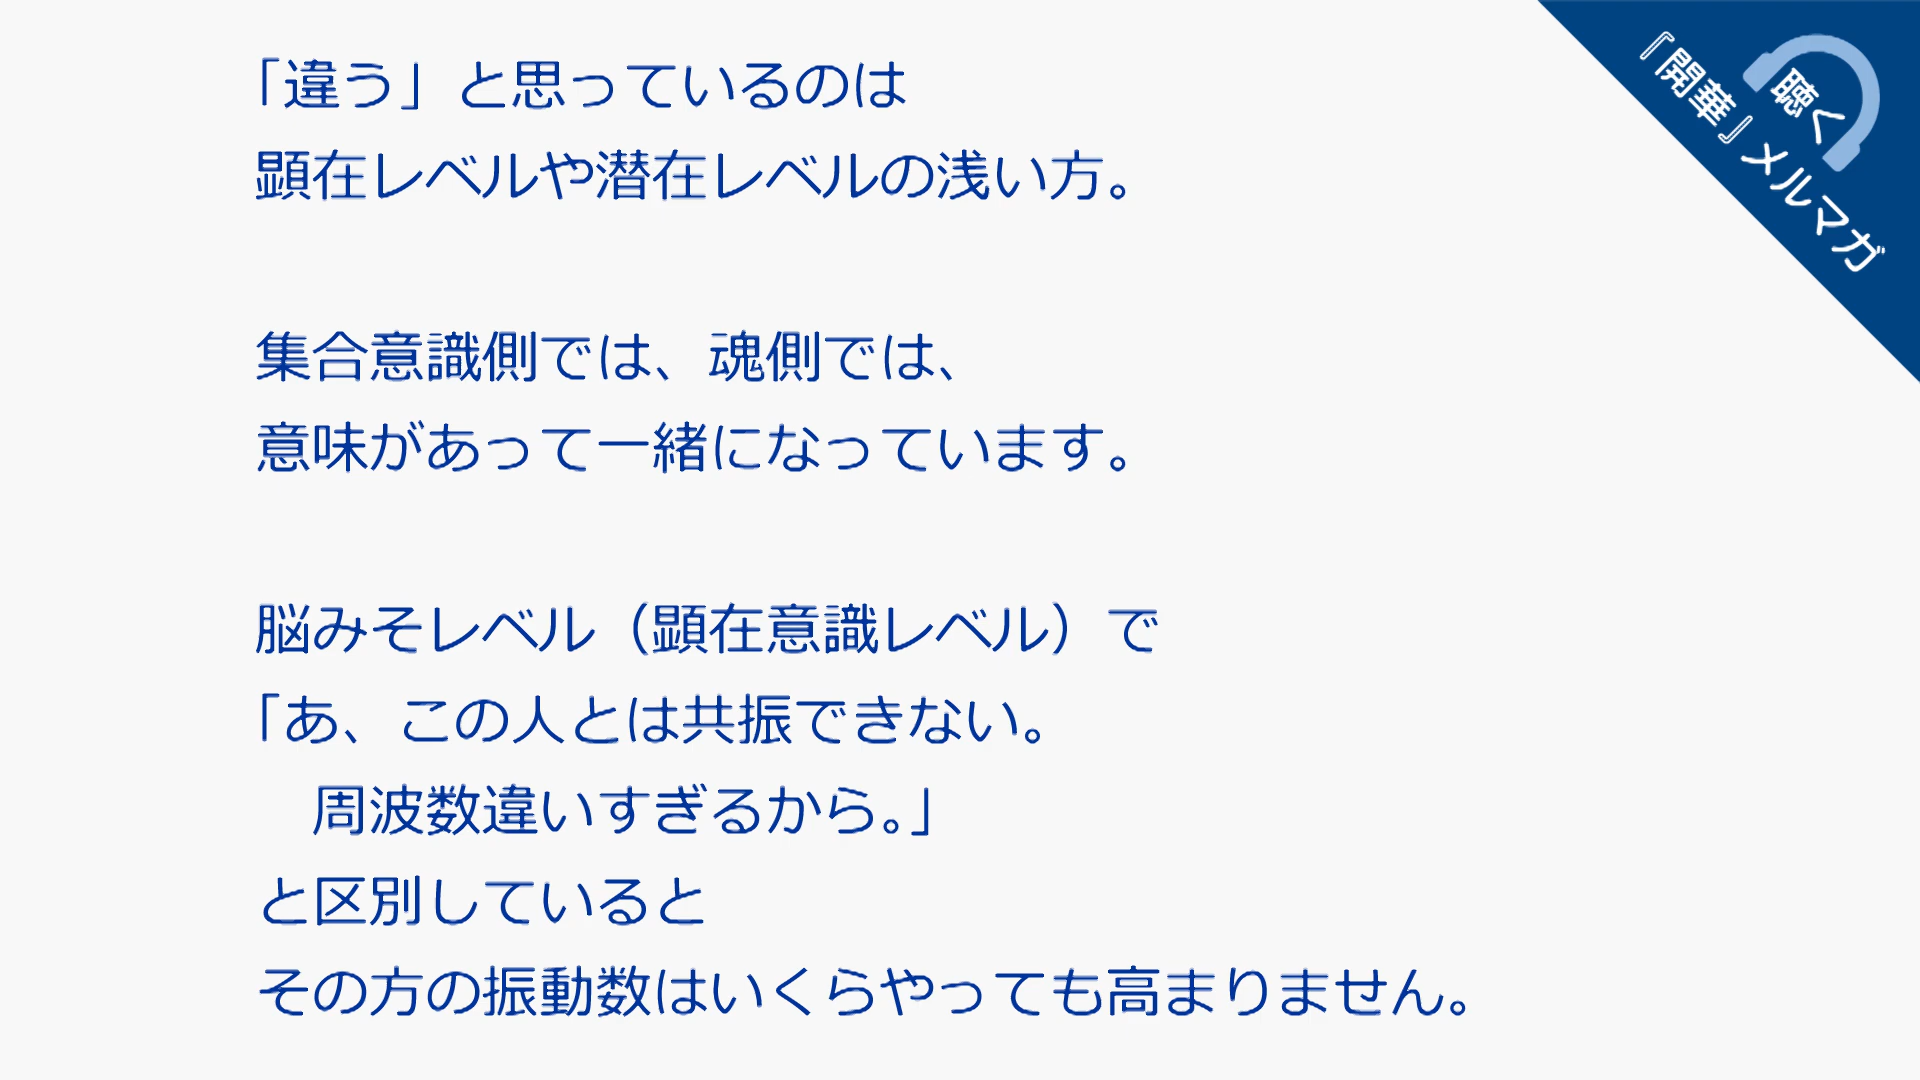 「違う」と思っているのは
顕在レベルや潜在レベルの浅い方。
集合意識側では、魂側では、
意味があって一緒になっています。
脳みそレベル（顕在意識レベル）で
「あ、この人とは共振できない。
　周波数違いすぎるから。」
と区別していると
その方の振動数はいくらやっても高まりません。
聴く
『開華』メルマガ